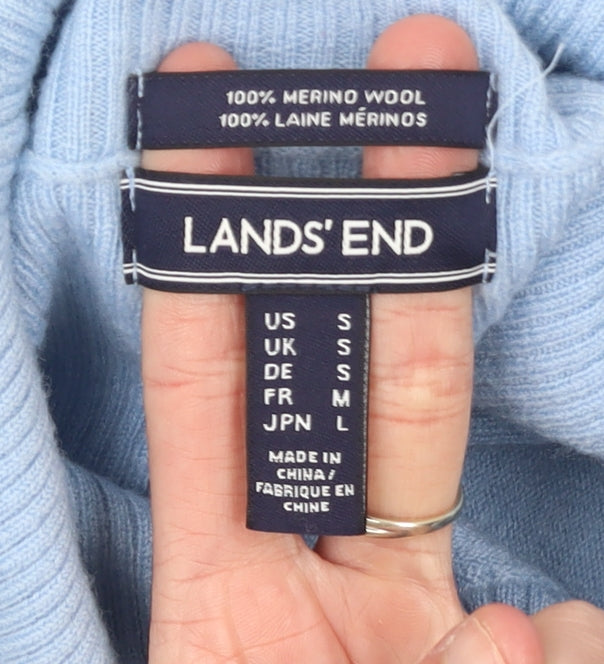 100% MERINO WOOL
100% LAINE MÉRINOS
LANDS' END
US S
UK S
DE S
FR M
JPN L
MADE IN
CHINA /
FABRIQUE EN
CHINE